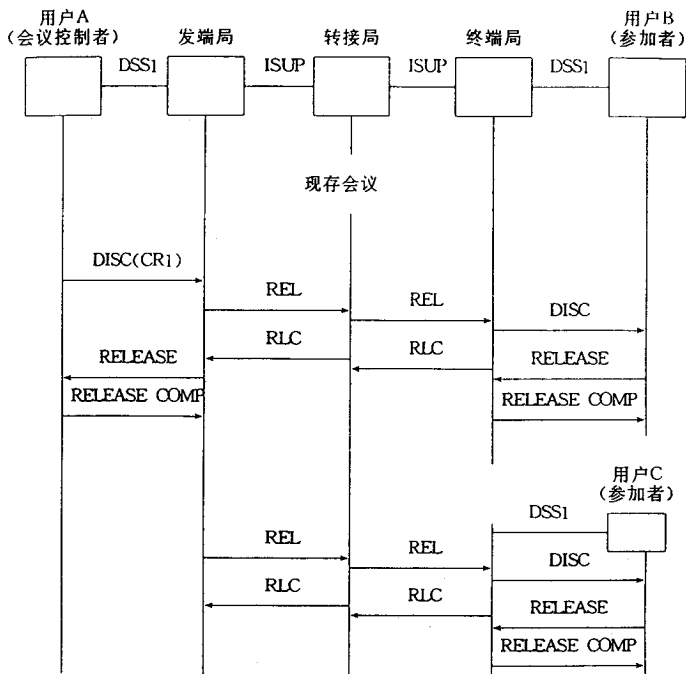 用户A
(会议控制者)
发端局
转接局
终端局
用户B
(参加者)
DSS1
ISUP
ISUP
DSS1
现存会议
DISC(CR1)
REL
REL
DISC
RLC
RLC
RELEASE
RELEASE
RELEASE COMP
RELEASE COMP
用户C
(参加者)
DSS1
REL
REL
DISC
RLC
RLC
RELEASE
RELEASE COMP